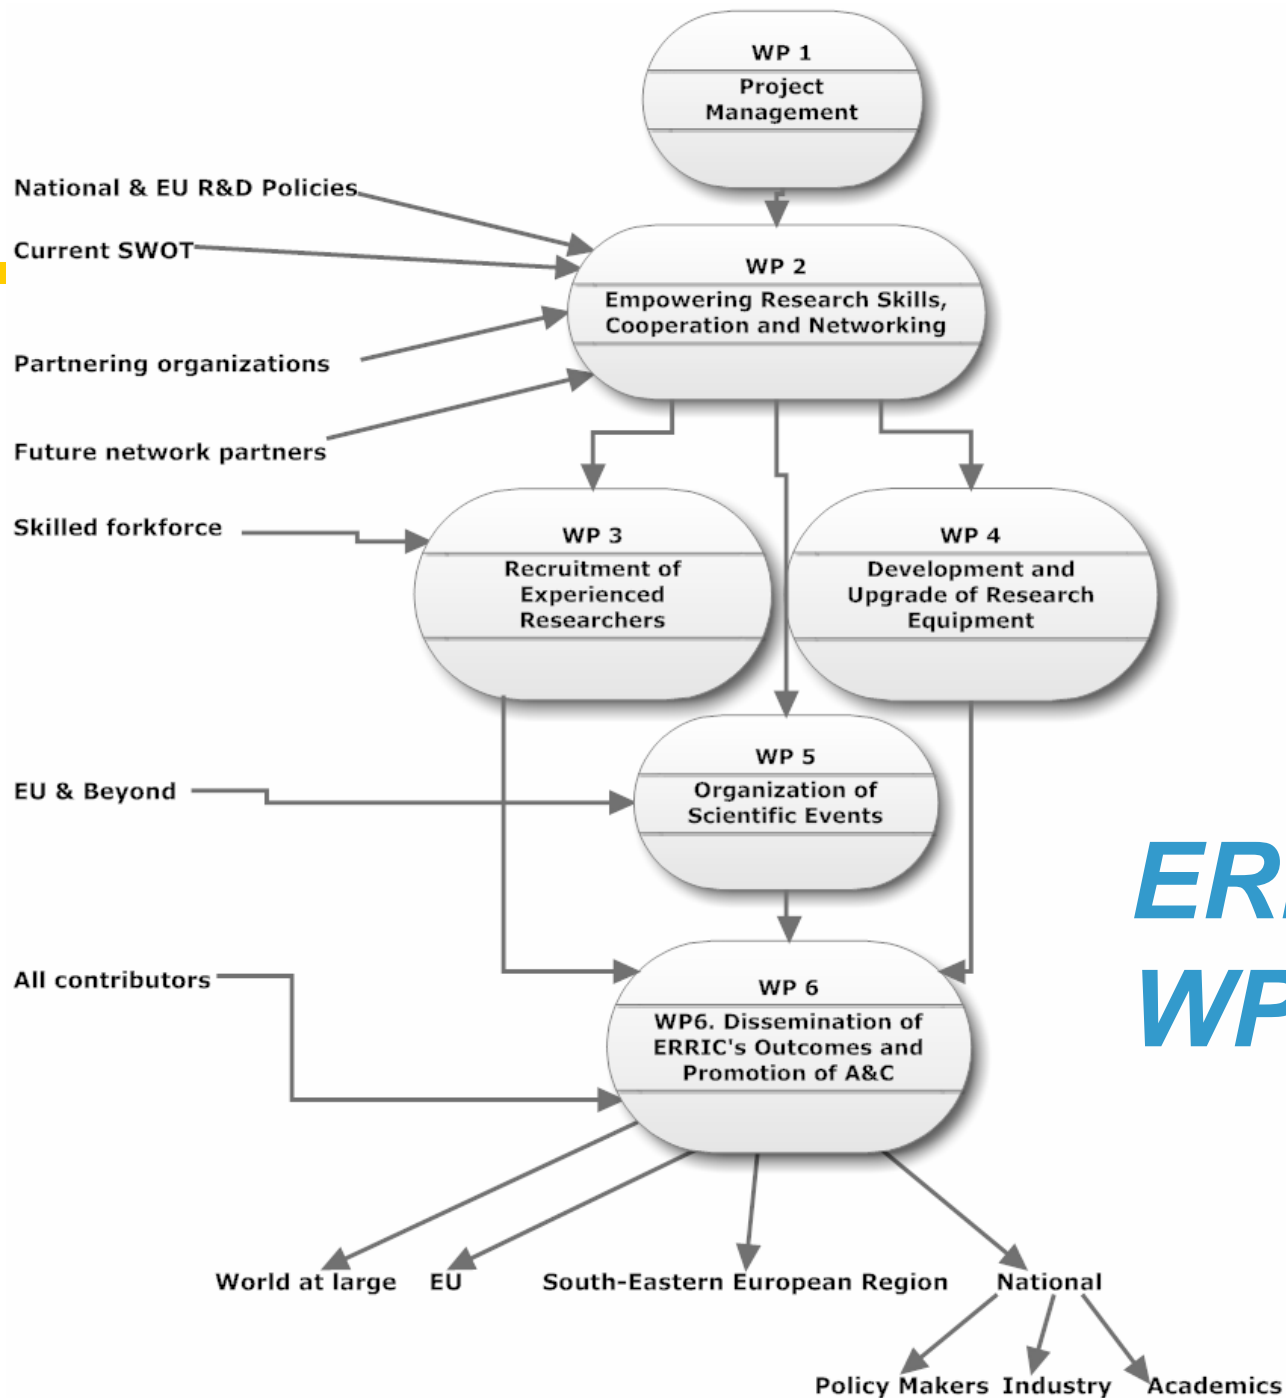 WP 1
Project
Management
National & EU R&D Policies
Current SWOT
WP 2
Empowering Research Skills,
Cooperation and Networking
Partnering organizations
Future network partners
Skilled forkforce
WP 3
Recruitment of
Experienced
Researchers
WP 4
Development and
Upgrade of Research
Equipment
WP 5
Organization of
Scientific Events
EU & Beyond
All contributors
WP 6
WP6. Dissemination of
ERRIC's Outcomes and
Promotion of A&C
World at large
EU
South-Eastern European Region
National
Policy Makers
Industry
Academics
WP